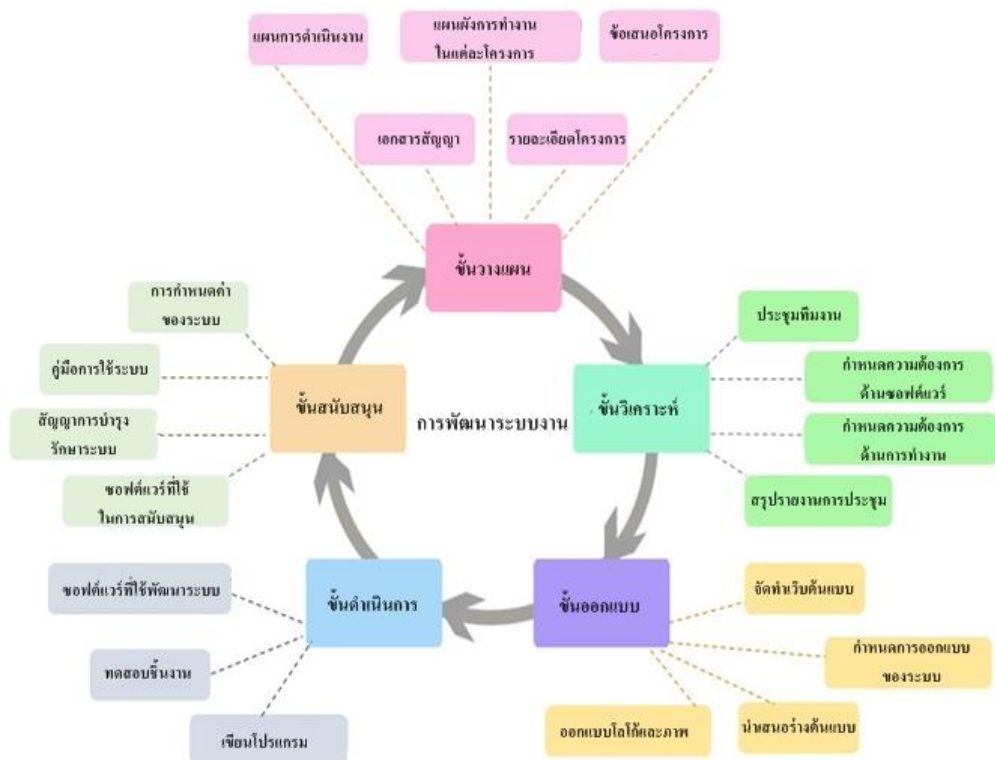 แผนการดำเนินงาน
แผนผังการทำงาน
ในแต่ละโครงการ
ข้อเสนอโครงการ
เอกสารสัญญา
รายละเอียดโครงการ
ขั้นวางแผน
การกำหนดค่า
ของระบบ
คู่มือการใช้ระบบ
สัญญาการบำรุง
รักษาระบบ
ซอฟต์แวร์ที่ใช้
ในการสนับสนุน
ขั้นสนับสนุน
การพัฒนาระบบงาน
ขั้นวิเคราะห์
ประชุมทีมงาน
กำหนดความต้องการ
ด้านซอฟต์แวร์
กำหนดความต้องการ
ด้านการทำงาน
สรุปรายงานการประชุม
ซอฟต์แวร์ที่ใช้พัฒนาระบบ
ทดสอบชิ้นงาน
เขียนโปรแกรม
ขั้นดำเนินการ
ขั้นออกแบบ
จัดทำเว็บต้นแบบ
กำหนดการออกแบบ
ของระบบ
นำเสนอร่างต้นแบบ
ออกแบบโลโก้และภาพ